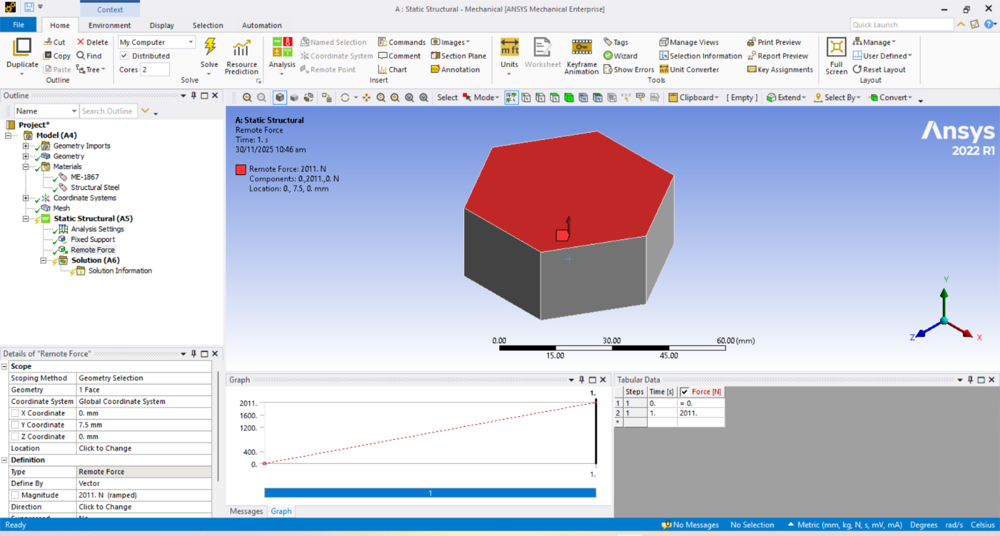 Context
A : Static Structural - Mechanical [ANSYS Mechanical Enterprise]
File
Home
Environment
Display
Selection
Automation
Quick Launch
Duplicate
Cut
Copy
Paste
Delete
Find
Tree
Outline
My Computer
Distributed
Cores 2
Solve
Resource
Prediction
Solve
Analysis
Named Selection
Coordinate System
Remote Point
Commands
Comment
Chart
Images
Section Plane
Annotation
Insert
Units
Worksheet
Keyframe
Animation
Tags
Wizard
Show Errors
Manage Views
Selection Information
Unit Converter
Print Preview
Report Preview
Key Assignments
Tools
Full
Screen
Manage
User Defined
Reset Layout
Layout
Outline
Name
Search Outline
Select
Mode
Clipboard
[ Empty ]
Extend
Select By
Convert
Project*
Model (A4)
Geometry Imports
Geometry
Materials
ME-1867
Structural Steel
Coordinate Systems
Mesh
Static Structural (A5)
Analysis Settings
Fixed Support
Remote Force
Solution (A6)
Solution Information
A: Static Structural
Remote Force
Time: 1. s
30/11/2025 10:46 am
Remote Force: 2011. N
Components: 0.,2011.,0. N
Location: 0., 7.5, 0. mm
Ansys
2022 R1
Y
Z
X
0.00
30.00
60.00 (mm)
15.00
45.00
Details of "Remote Force"
Scope
Scoping Method Geometry Selection
Geometry 1 Face
Coordinate System Global Coordinate System
X Coordinate 0. mm
Y Coordinate 7.5 mm
Z Coordinate 0. mm
Location Click to Change
Definition
Type Remote Force
Define By Vector
Magnitude 2011. N (ramped)
Direction Click to Change
Graph
1.
2011.
1600.
1200.
400.
0.
1.
1
Messages
Graph
Tabular Data
Steps Time [s] Force [N]
1 1 0. = 0.
2 1 1. 2011.
*
Ready
No Messages
No Selection
Metric (mm, kg, N, s, mV, mA)
Degrees
rad/s
Celsius